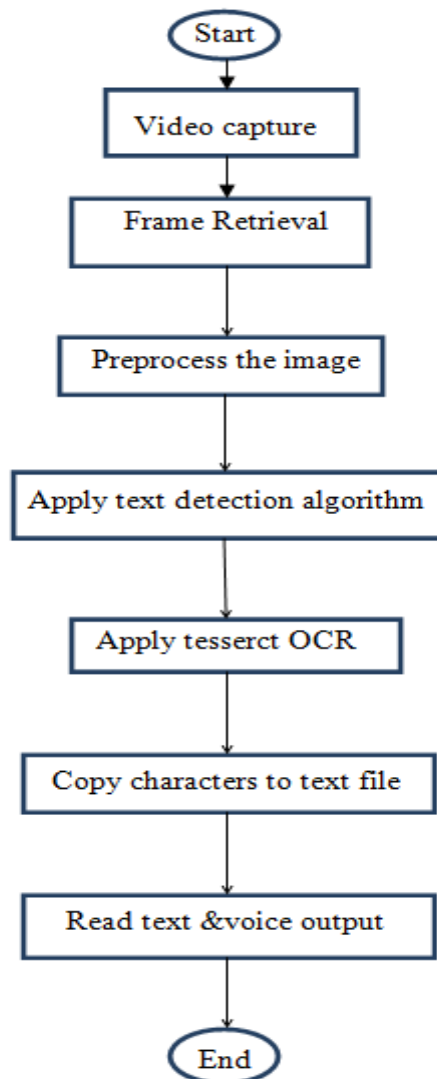 Start
Video capture
Frame Retrieval
Preprocess the image
Apply text detection algorithm
Apply tesserct OCR
Copy characters to text file
Read text &voice output
End